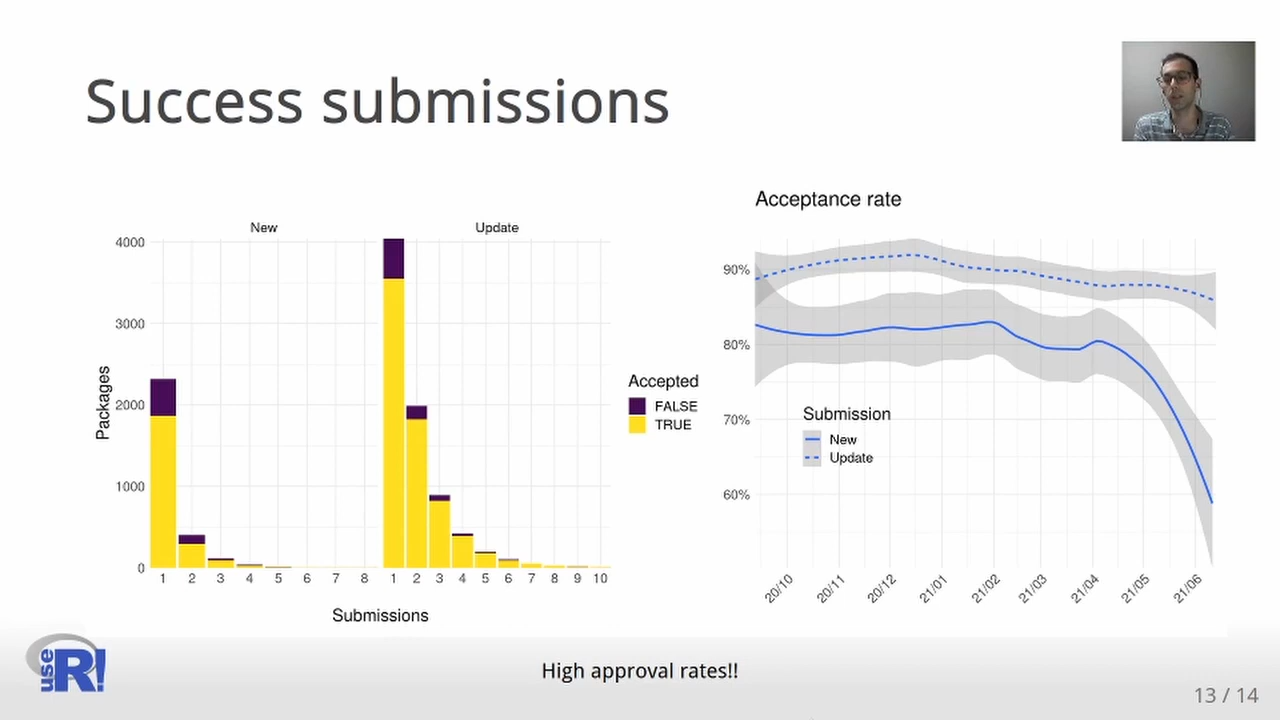 Success submissions
New
Update
4000
3000
2000
1000
0
Packages
1 2 3 4 5 6 7 8
1 2 3 4 5 6 7 8 9 10
Submissions
Accepted
FALSE
TRUE
Acceptance rate
90%
80%
70%
60%
Submission
New
Update
20/10
20/11
20/12
21/01
21/02
21/03
21/04
21/05
21/06
useR!
High approval rates!!
13 / 14